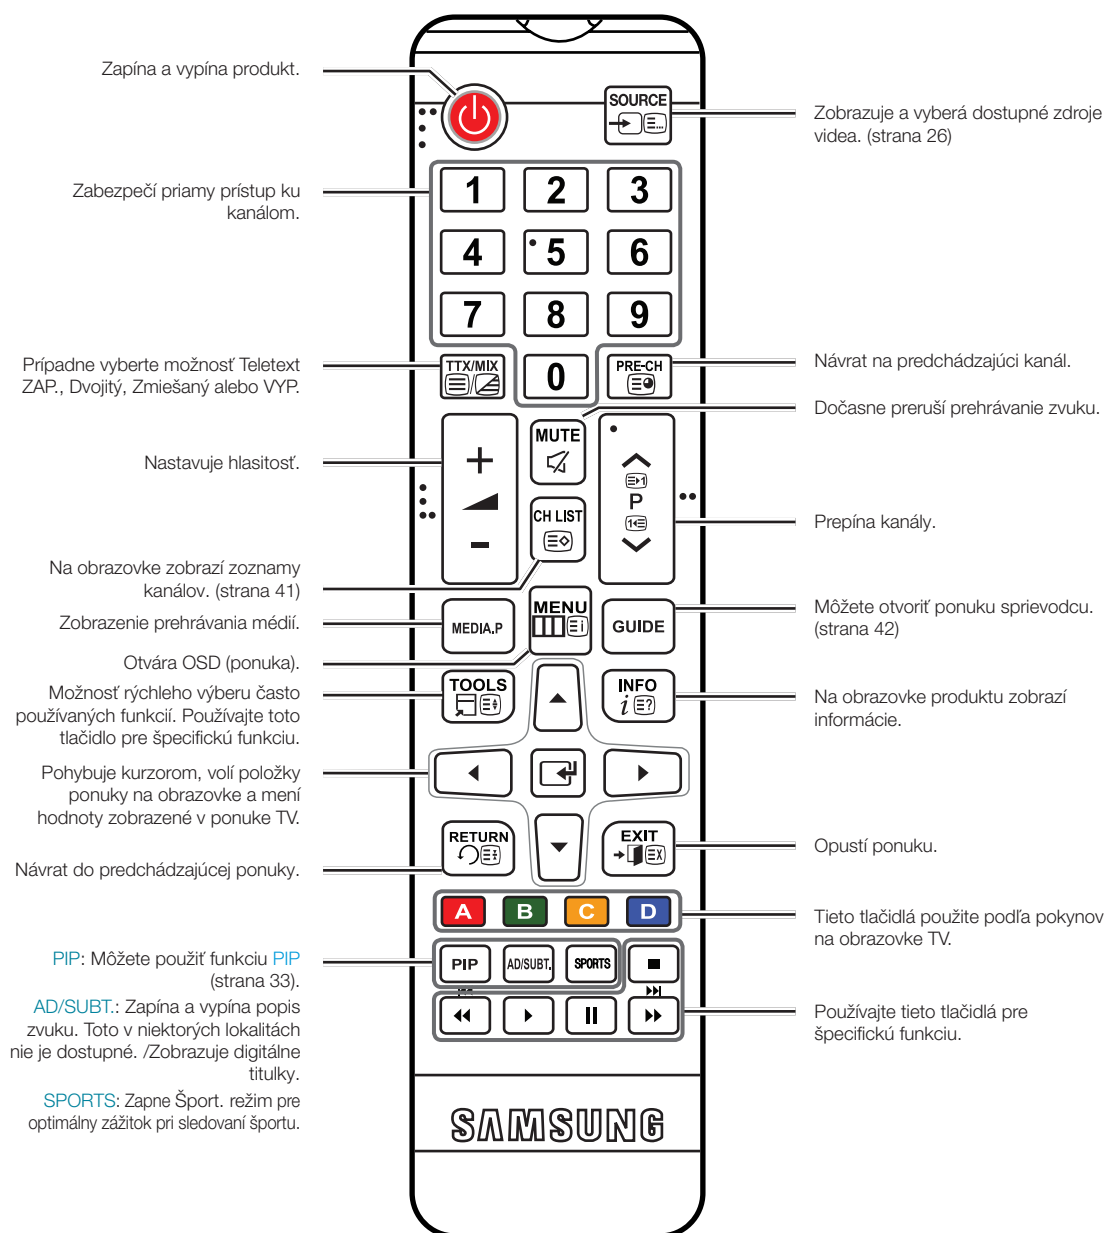 Zapína a vypína produkt.
SOURCE
Zobrazuje a vyberá dostupné zdroje
videa. (strana 26)
Zabezpečí priamy prístup ku
kanálom.
1 2 3
4 5 6
7 8 9
0
Prípadne vyberte možnosť Teletext
ZAP., Dvojitý, Zmiešaný alebo VYP.
TTX/MIX
PRE-CH
Návrat na predchádzajúci kanál.
Dočasne preruší prehrávanie zvuku.
MUTE
Nastavuje hlasitosť.
P
CH LIST
Prepína kanály.
Na obrazovke zobrazí zoznamy
kanálov. (strana 41)
Zobrazenie prehrávania médií.
MEDIA.P
MENU
GUIDE
Môžete otvoriť ponuku sprievodcu.
(strana 42)
Otvára OSD (ponuka).
TOOLS
INFO
Možnosť rýchleho výberu často
používaných funkcií. Používajte toto
tlačidlo pre špecifickú funkciu.
Na obrazovke produktu zobrazí
informácie.
Pohybuje kurzorom, volí položky
ponuky na obrazovke a mení
hodnoty zobrazené v ponuke TV.
RETURN
EXIT
Návrat do predchádzajúcej ponuky.
Opustí ponuku.
A B C D
Tieto tlačidlá použite podľa pokynov
na obrazovke TV.
PIP: Môžete použiť funkciu PIP
(strana 33).
PIP AD/SUBT. SPORTS
AD/SUBT.: Zapína a vypína popis
zvuku. Toto v niektorých lokalitách
nie je dostupné. /Zobrazuje digitálne
titulky.
Používajte tieto tlačidlá pre
špecifickú funkciu.
SPORTS: Zapne Šport. režim pre
optimálny zážitok pri sledovaní športu.
SAMSUNG